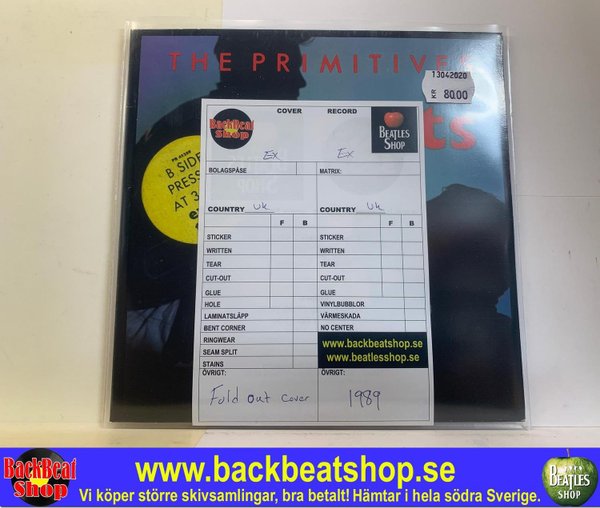 THE PRIMITIVES
13042020
KR 80.00
ts
PB 42599
B SIDE
PRESS
AT 3
COVER
RECORD
BackBeat
Shop
BEATLES
SHOP
Ex
Ex
BOLAGSPÅSE
MATRIX:
COUNTRY UK
COUNTRY UK
F B
F B
STICKER
STICKER
WRITTEN
WRITTEN
TEAR
TEAR
CUT-OUT
CUT-OUT
GLUE
GLUE
HOLE
VINYLBUBBLOR
LAMINATSLÄPP
VÄRMESKADA
BENT CORNER
NO CENTER
RINGWEAR
www.backbeatshop.se
SEAM SPLIT
www.beatlesshop.se
STAINS
ÖVRIGT:
ÖVRIGT:
Fold out cover
1989
BackBeat
Shop
www.backbeatshop.se
Vi köper större skivsamlingar, bra betalt! Hämtar i hela södra Sverige.
BEATLES
SHOP